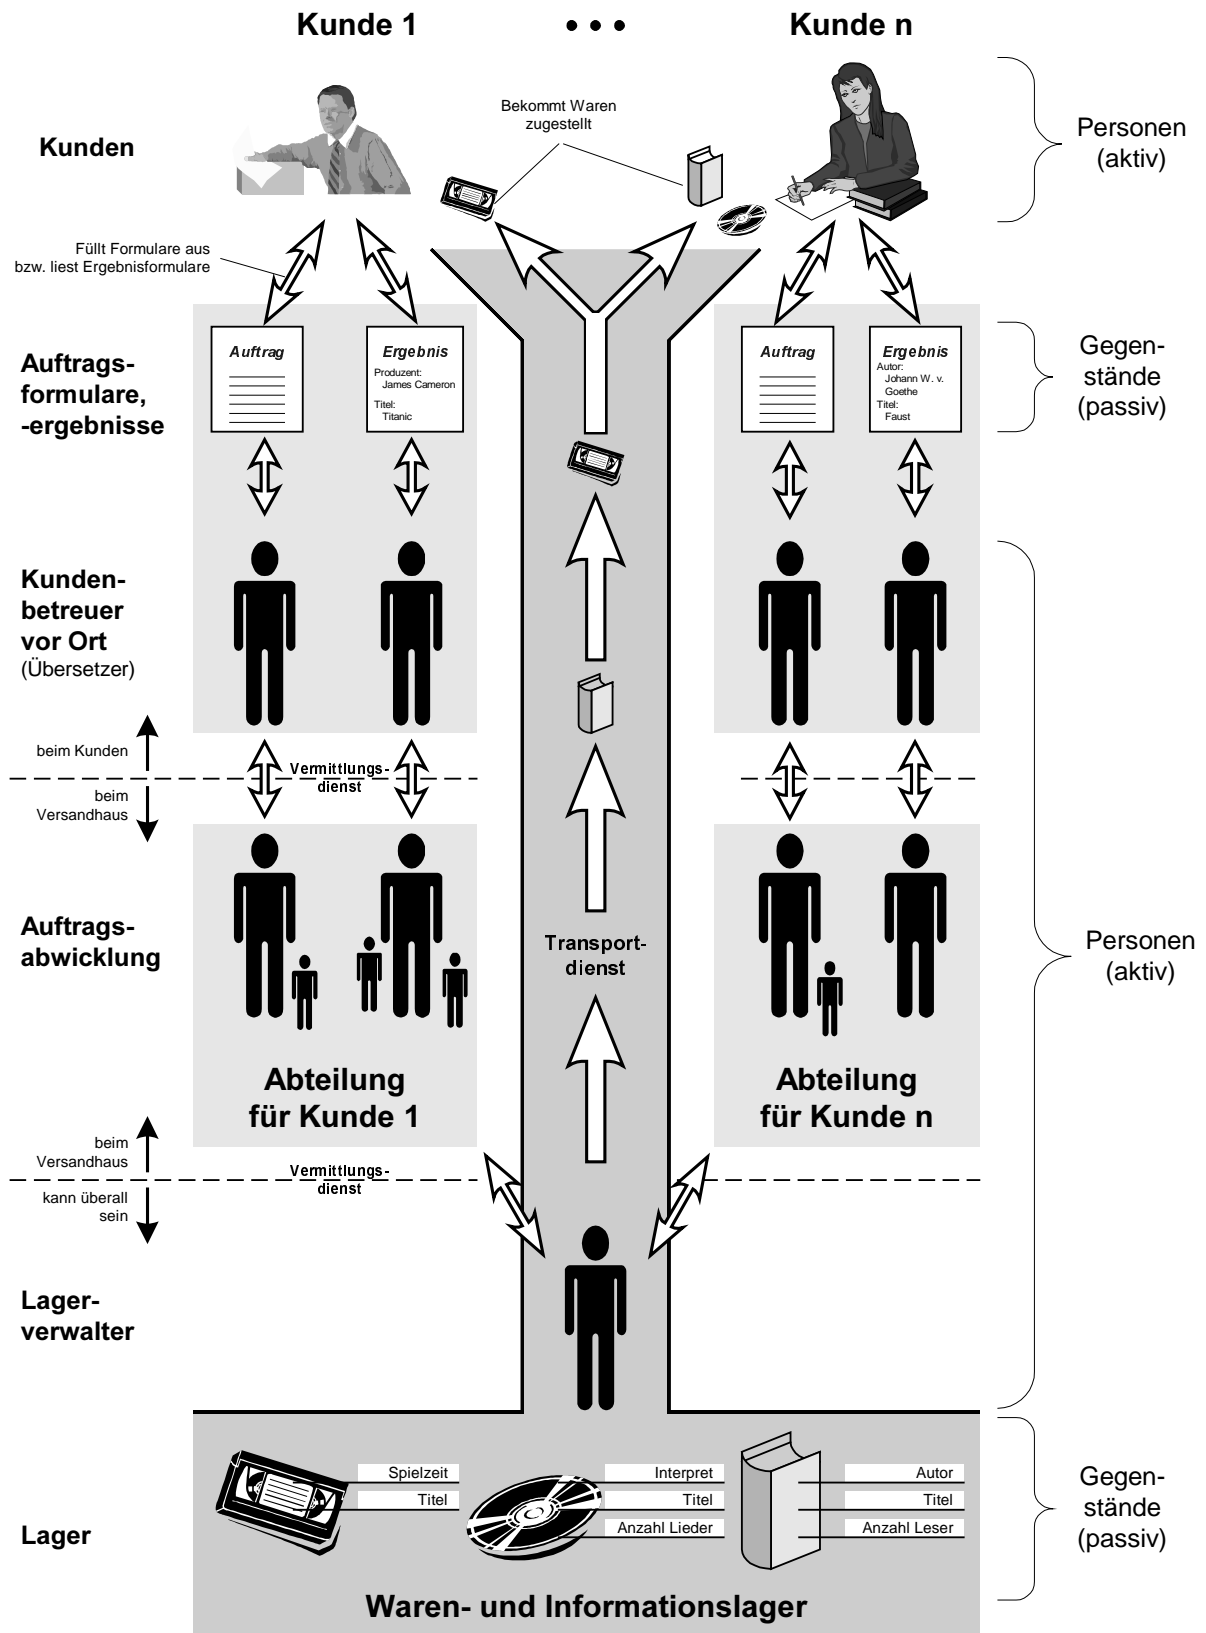 Kunde 1
• • •
Kunde n
Kunden
Bekommt Waren
zugestellt
Personen
(aktiv)
Füllt Formulare aus
bzw. liest Ergebnisformulare
Auftrags-
formulare,
-ergebnisse
Auftrag
Ergebnis
Produzent:
James Cameron
Titel:
Titanic
Auftrag
Ergebnis
Autor:
Johann W. v.
Goethe
Titel:
Faust
Gegen-
stände
(passiv)
Kunden-
betreuer
vor Ort
(Übersetzer)
beim Kunden
beim
Versandhaus
Vermittlungs-
dienst
Auftrags-
abwicklung
Transport-
dienst
Personen
(aktiv)
Abteilung
für Kunde 1
Abteilung
für Kunde n
beim
Versandhaus
kann überall
sein
Vermittlungs-
dienst
Lager-
verwalter
Lager
Spielzeit
Titel
Interpret
Titel
Anzahl Lieder
Autor
Titel
Anzahl Leser
Gegen-
stände
(passiv)
Waren- und Informationslager